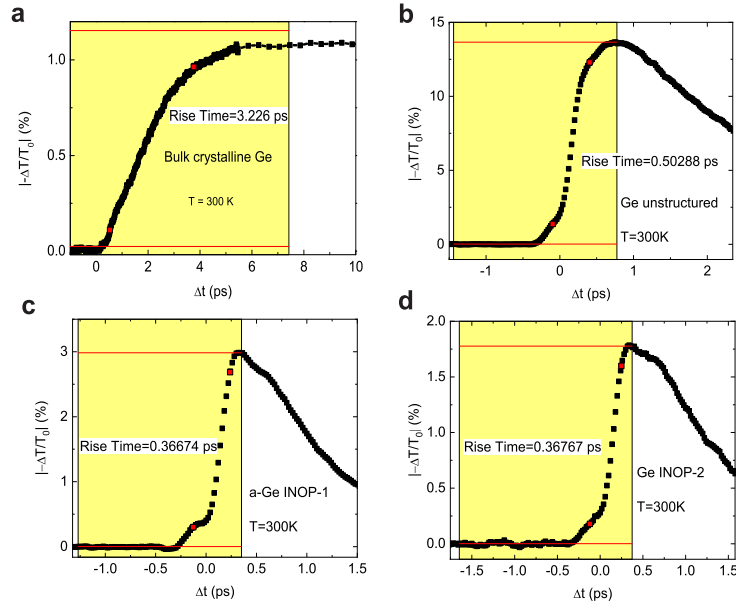 a
1.0
0.5
0.0
|-ΔT/T0| (%)
Rise Time=3.226 ps
Bulk crystalline Ge
T = 300 K
0 2 4 6 8 10
Δt (ps)
b
15
10
5
0
|−ΔT/T0| (%)
Rise Time=0.50288 ps
Ge unstructured
T=300K
-1 0 1 2
Δt (ps)
c
3
2
1
0
|−ΔT/T0| (%)
Rise Time=0.36674 ps
a-Ge INOP-1
T=300K
-1.0 -0.5 0.0 0.5 1.0 1.5
Δt (ps)
d
2.0
1.5
1.0
0.5
0.0
|−ΔT/T0| (%)
Rise Time=0.36767 ps
Ge INOP-2
T=300K
-1.5 -1.0 -0.5 0.0 0.5 1.0 1.5
Δt (ps)